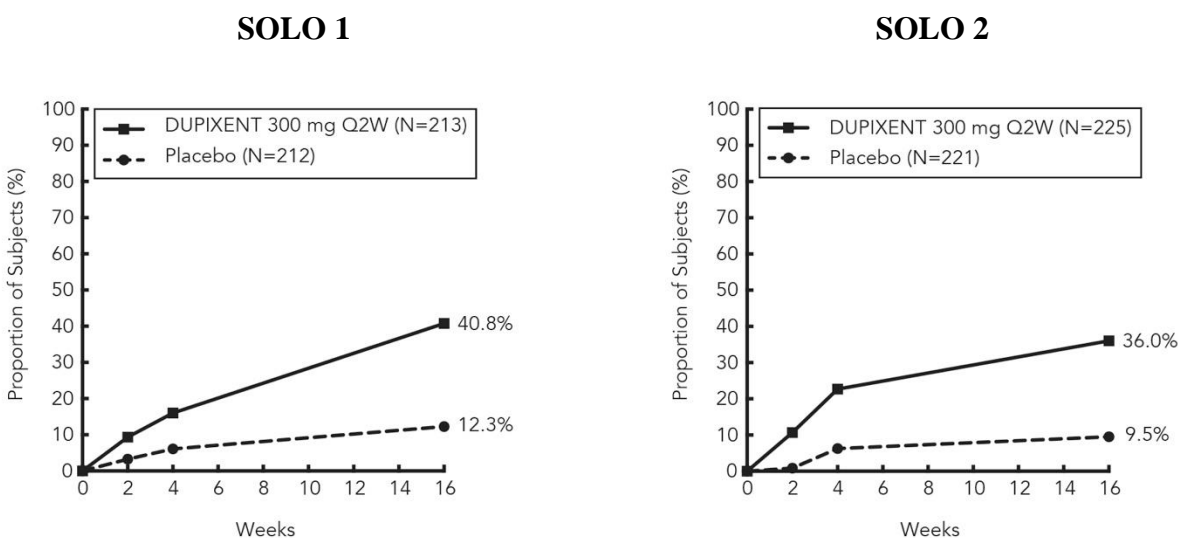 SOLO 1
DUPIXENT 300 mg Q2W (N=213)
Placebo (N=212)
Proportion of Subjects (%)
100
90
80
70
60
50
40
30
20
10
0
40.8%
12.3%
0 2 4 6 8 10 12 14 16
Weeks
SOLO 2
DUPIXENT 300 mg Q2W (N=225)
Placebo (N=221)
Proportion of Subjects (%)
100
90
80
70
60
50
40
30
20
10
0
36.0%
9.5%
0 2 4 6 8 10 12 14 16
Weeks